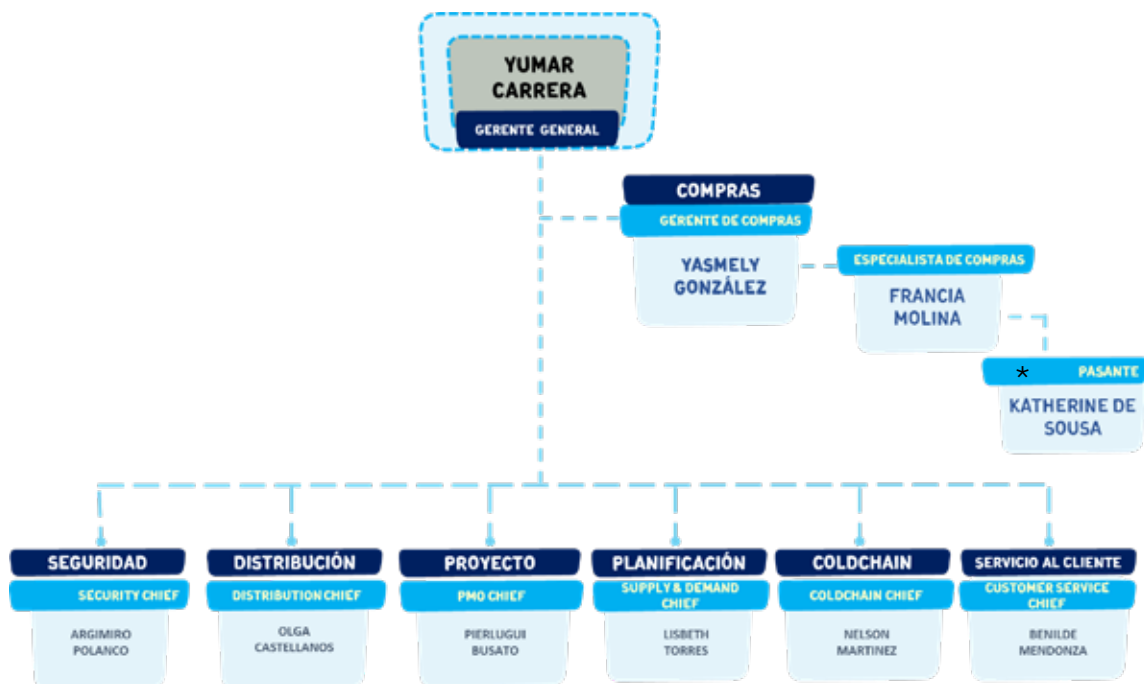 YUMAR
CARRERA
GERENTE GENERAL
COMPRAS
GERENTE DE COMPRAS
YASMELY
GONZÁLEZ
ESPECIALISTA DE COMPRAS
FRANCIA
MOLINA
* PASANTE
KATHERINE DE
SOUSA
SEGURIDAD
SECURITY CHIEF
ARGIMIRO
POLANCO
DISTRIBUCIÓN
DISTRIBUTION CHIEF
OLGA
CASTELLANOS
PROYECTO
PMO CHIEF
PIERLUGUI
BUSATO
PLANIFICACIÓN
SUPPLY & DEMAND
CHIEF
LISBETH
TORRES
COLDCHAIN
COLDCHAIN CHIEF
NELSON
MARTINEZ
SERVICIO AL CLIENTE
CUSTOMER SERVICE
CHIEF
BENILDE
MENDONZA